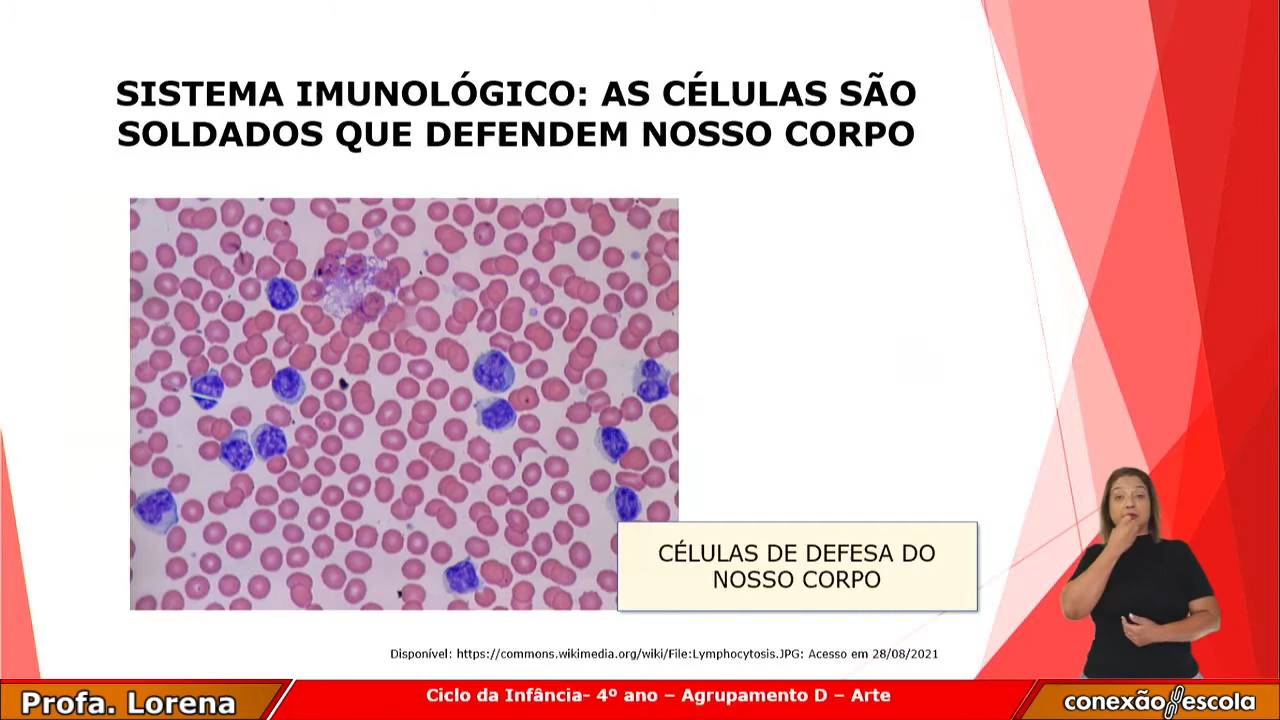 SISTEMA IMUNOLÓGICO: AS CÉLULAS SÃO
SOLDADOS QUE DEFENDEM NOSSO CORPO
CÉLULAS DE DEFESA DO
NOSSO CORPO
Disponível: https://commons.wikimedia.org/wiki/File:Lymphocytosis.JPG: Acesso em 28/08/2021
Profa. Lorena
Ciclo da Infância- 4º ano – Agrupamento D – Arte
conexão escola